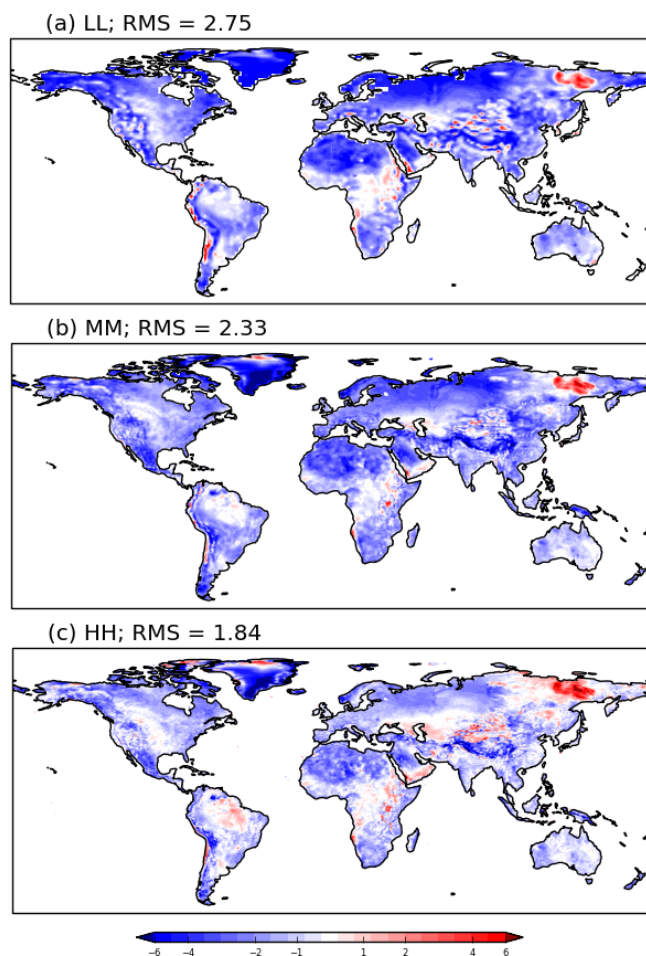 (a) LL; RMS = 2.75
(b) MM; RMS = 2.33
(c) HH; RMS = 1.84
−6 −4 −2 −1 1 2 4 6